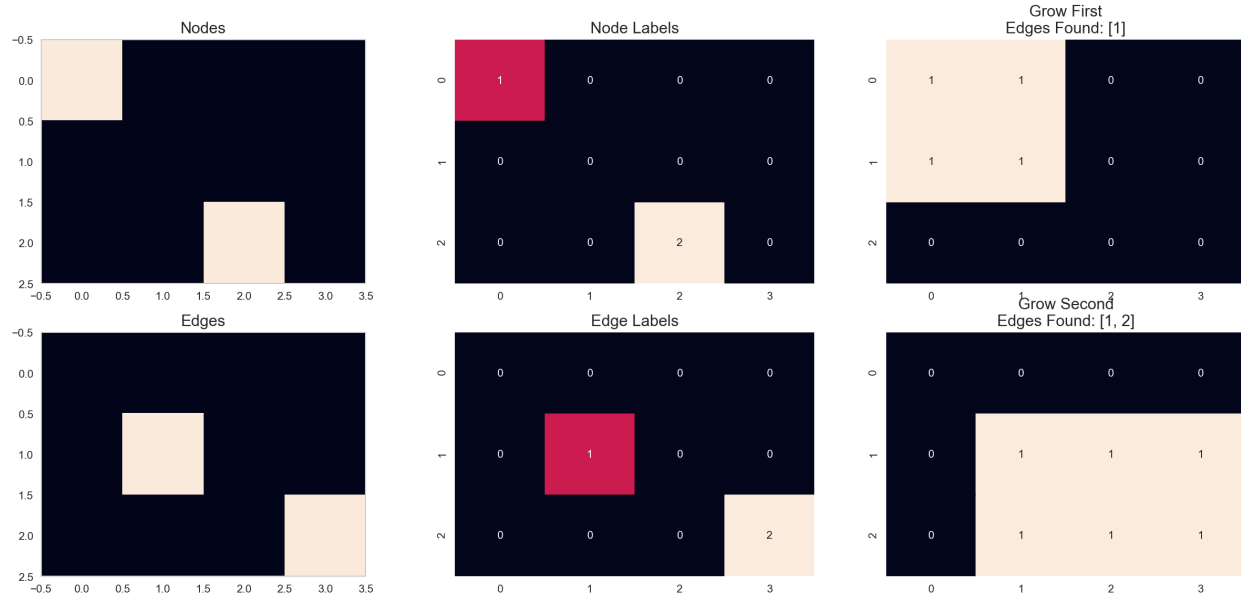 Nodes
−0.5
0.0
0.5
1.0
1.5
2.0
2.5
−0.5 0.0 0.5 1.0 1.5 2.0 2.5 3.0 3.5
Node Labels
0 1 0 0 0
1 0 0 0 0
2 0 0 2 0
0 1 2 3
Grow First
Edges Found: [1]
0 1 1 0 0
1 1 1 0 0
2 0 0 0 0
0 1 2 3
Edges
−0.5
0.0
0.5
1.0
1.5
2.0
2.5
−0.5 0.0 0.5 1.0 1.5 2.0 2.5 3.0 3.5
Edge Labels
0 0 0 0 0
1 0 1 0 0
2 0 0 0 2
0 1 2 3
Grow Second
Edges Found: [1, 2]
0 0 0 0 0
1 0 1 1 1
2 0 1 1 1
0 1 2 3